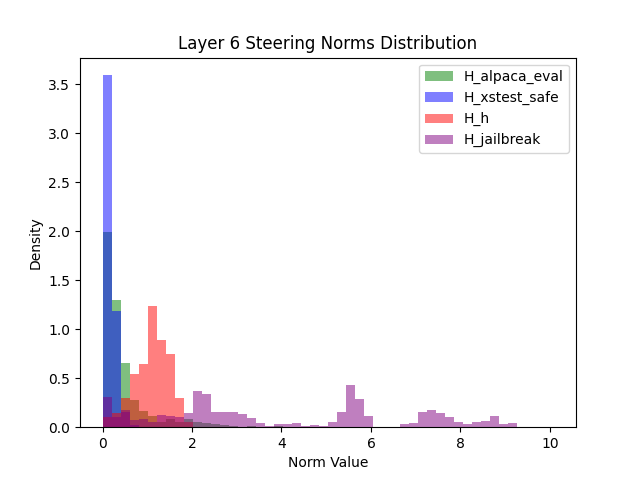 Layer 6 Steering Norms Distribution
H_alpaca_eval
H_xstest_safe
H_h
H_jailbreak
3.5
3.0
2.5
2.0
1.5
1.0
0.5
0.0
Density
0 2 4 6 8 10
Norm Value